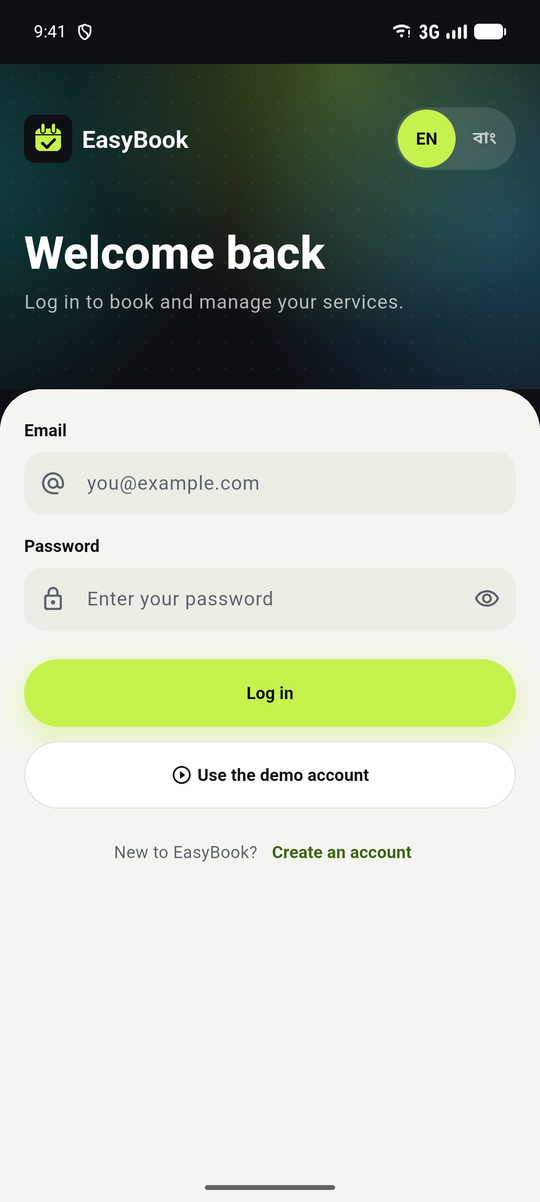 9:41
3G
EasyBook
EN
বাং
Welcome back
Log in to book and manage your services.
Email
you@example.com
Password
Enter your password
Log in
Use the demo account
New to EasyBook? Create an account